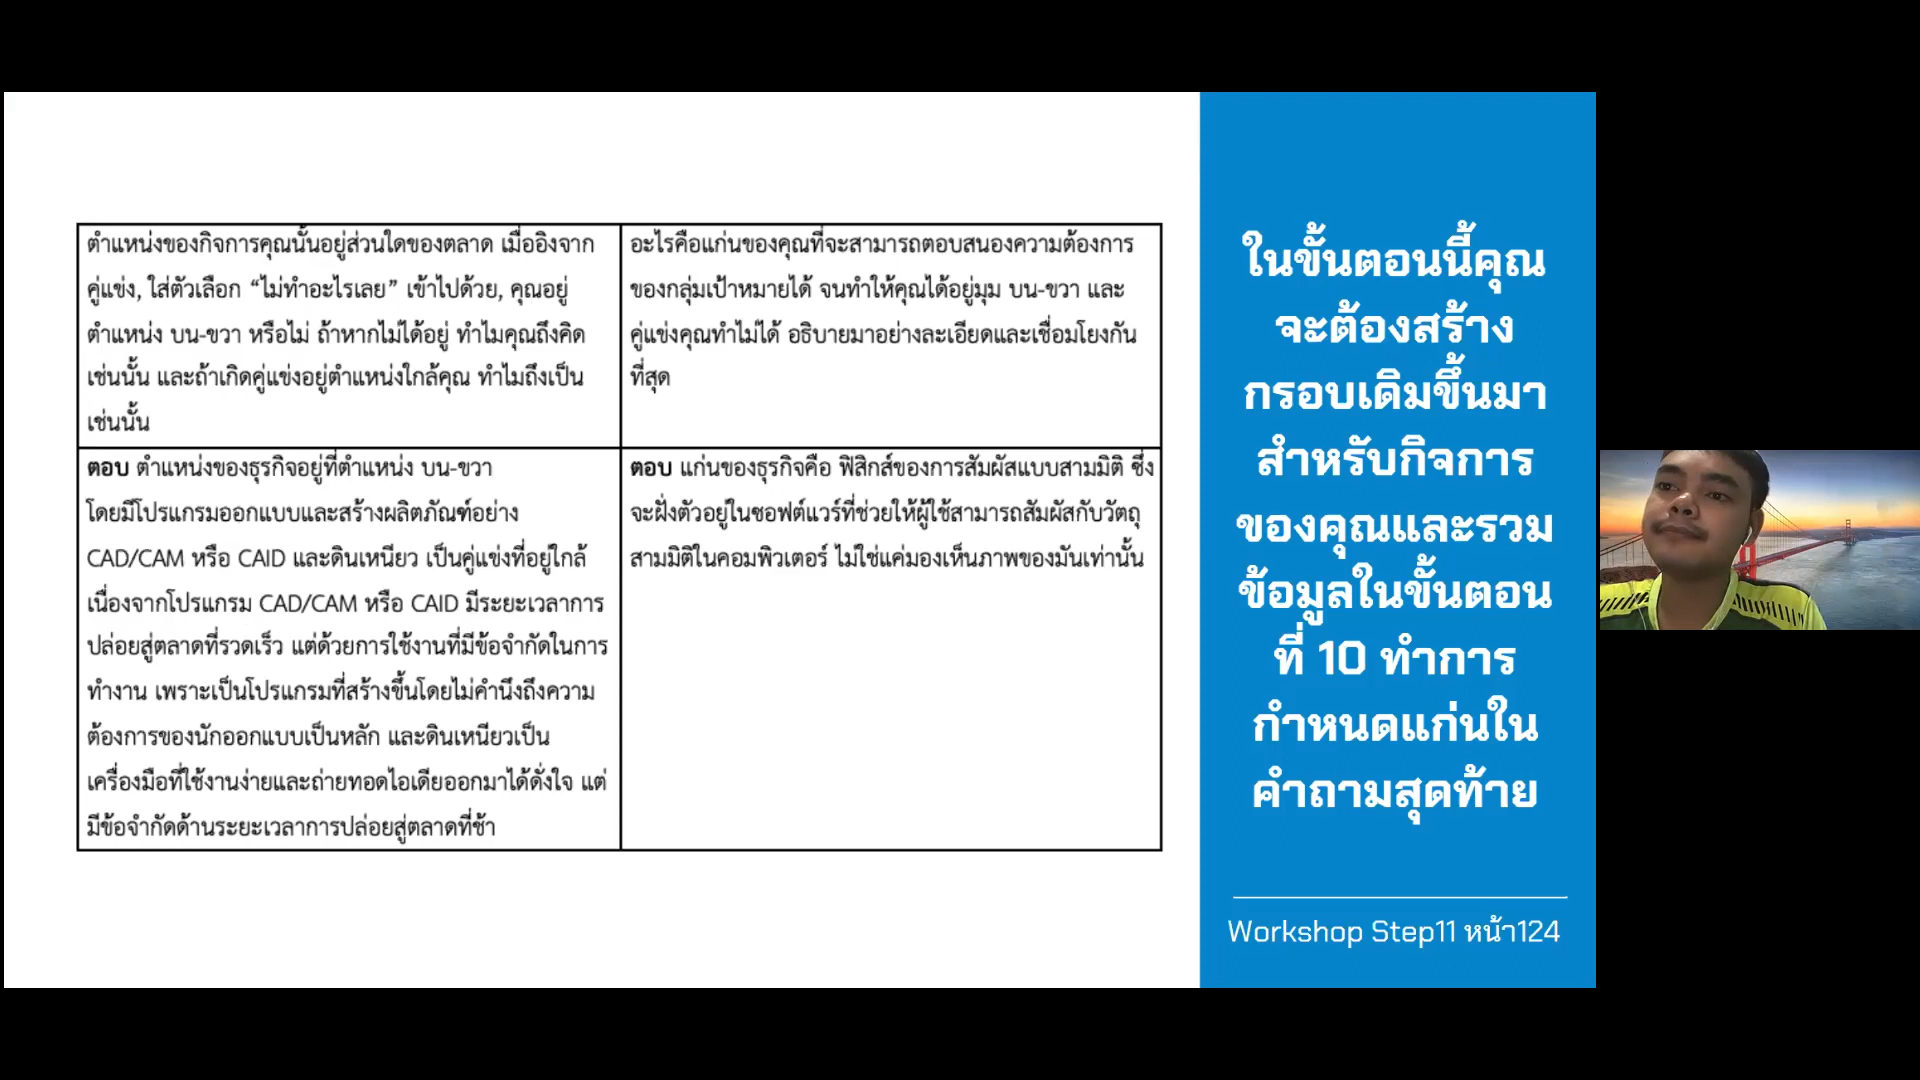 ตำแหน่งของกิจการคุณนั้นอยู่ส่วนใดของตลาด เมื่ออิงจาก
คู่แข่ง, ใส่ตัวเลือก “ไม่ทำอะไรเลย” เข้าไปด้วย, คุณอยู่
ตำแหน่ง บน-ขวา หรือไม่ ถ้าหากไม่ได้อยู่ ทำไมคุณถึงคิด
เช่นนั้น และถ้าเกิดคู่แข่งอยู่ตำแหน่งใกล้คุณ ทำไมถึงเป็น
เช่นนั้น
อะไรคือแก่นของคุณที่จะสามารถตอบสนองความต้องการ
ของกลุ่มเป้าหมายได้ จนทำให้คุณได้อยู่มุม บน-ขวา และ
คู่แข่งคุณทำไม่ได้ อธิบายมาอย่างละเอียดและเชื่อมโยงกัน
ที่สุด
ตอบ ตำแหน่งของธุรกิจอยู่ที่ตำแหน่ง บน-ขวา
โดยมีโปรแกรมออกแบบและสร้างผลิตภัณฑ์อย่าง
CAD/CAM หรือ CAID และดินเหนียว เป็นคู่แข่งที่อยู่ใกล้
เนื่องจากโปรแกรม CAD/CAM หรือ CAID มีระยะเวลาการ
ปล่อยสู่ตลาดที่รวดเร็ว แต่ด้วยการใช้งานที่มีข้อจำกัดในการ
ทำงาน เพราะเป็นโปรแกรมที่สร้างขึ้นโดยไม่คำนึงถึงความ
ต้องการของนักออกแบบเป็นหลัก และดินเหนียวเป็น
เครื่องมือที่ใช้งานง่ายและถ่ายทอดไอเดียออกมาได้ดั่งใจ แต่
มีข้อจำกัดด้านระยะเวลาการปล่อยสู่ตลาดที่ช้า
ตอบ แก่นของธุรกิจคือ ฟิสิกส์ของการสัมผัสแบบสามมิติ ซึ่ง
จะฝั่งตัวอยู่ในซอฟต์แวร์ที่ช่วยให้ผู้ใช้สามารถสัมผัสกับวัตถุ
สามมิติในคอมพิวเตอร์ ไม่ใช่แค่มองเห็นภาพของมันเท่านั้น
ในขั้นตอนนี้คุณ
จะต้องสร้าง
กรอบเดิมขึ้นมา
สำหรับกิจการ
ของคุณและรวม
ข้อมูลในขั้นตอน
ที่ 10 ทำการ
กำหนดแก่นใน
คำถามสุดท้าย
Workshop Step11 หน้า124